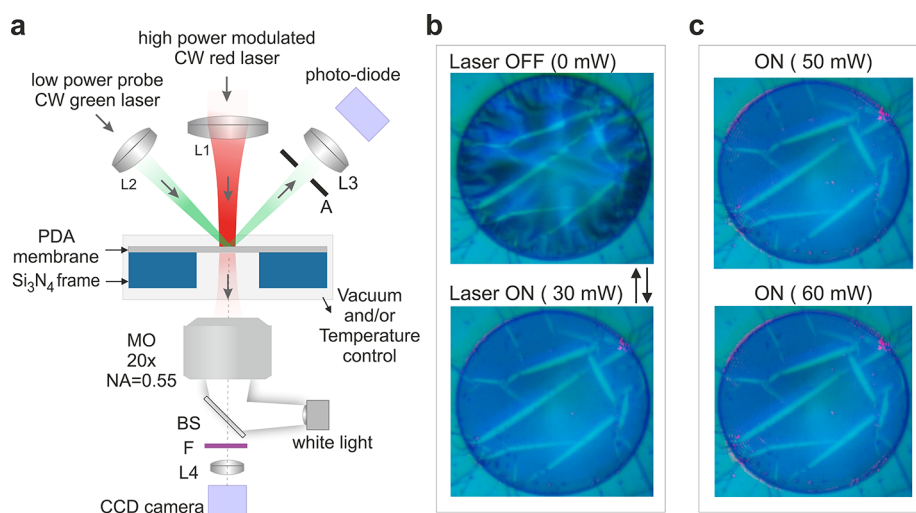 a
high power modulated
CW red laser
low power probe
CW green laser
photo-diode
L1
L2
L3
A
PDA
membrane
Si₃N₄ frame
Vacuum
and/or
Temperature
control
MO
20x
NA=0.55
BS
white light
F
L4
CCD camera
b
Laser OFF (0 mW)
Laser ON ( 30 mW)
c
ON ( 50 mW)
ON ( 60 mW)